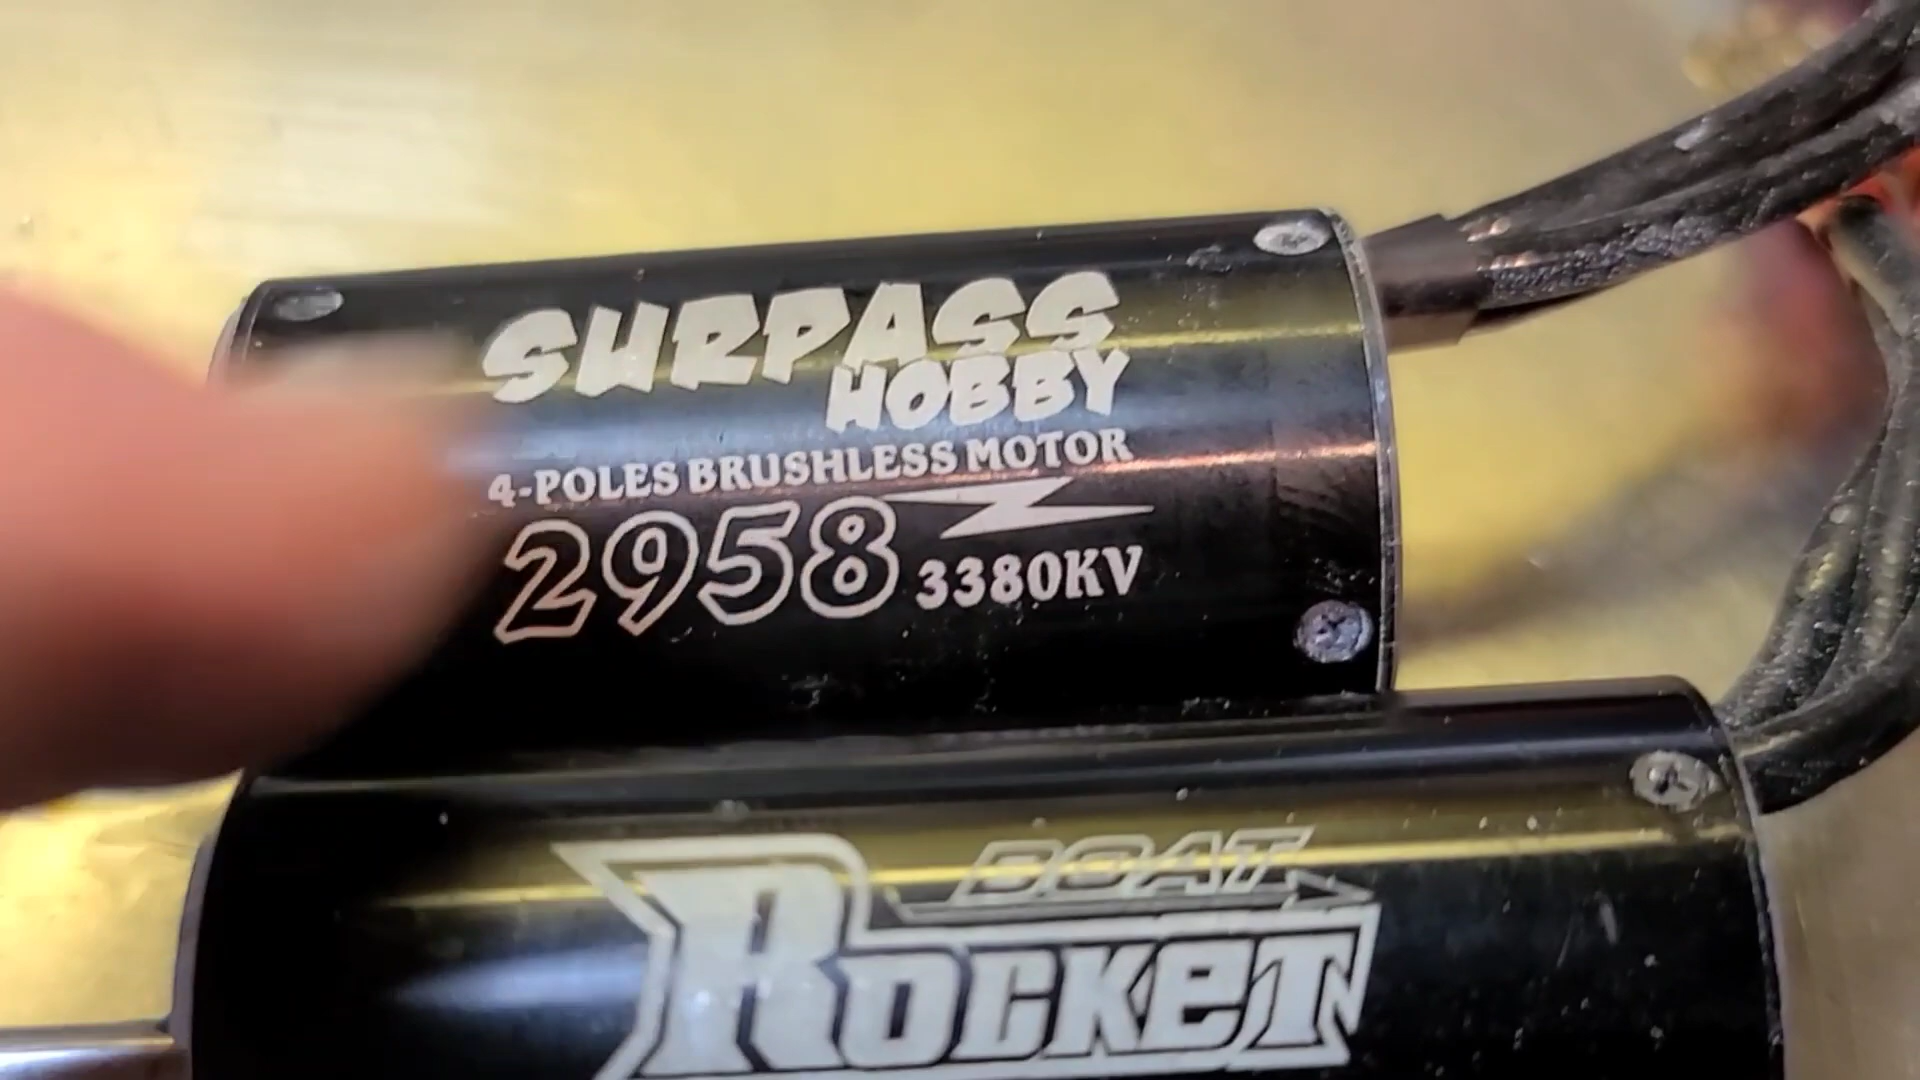 SURPASS
HOBBY
4-POLES BRUSHLESS MOTOR
2958 3380KV
BOAT
ROCKET